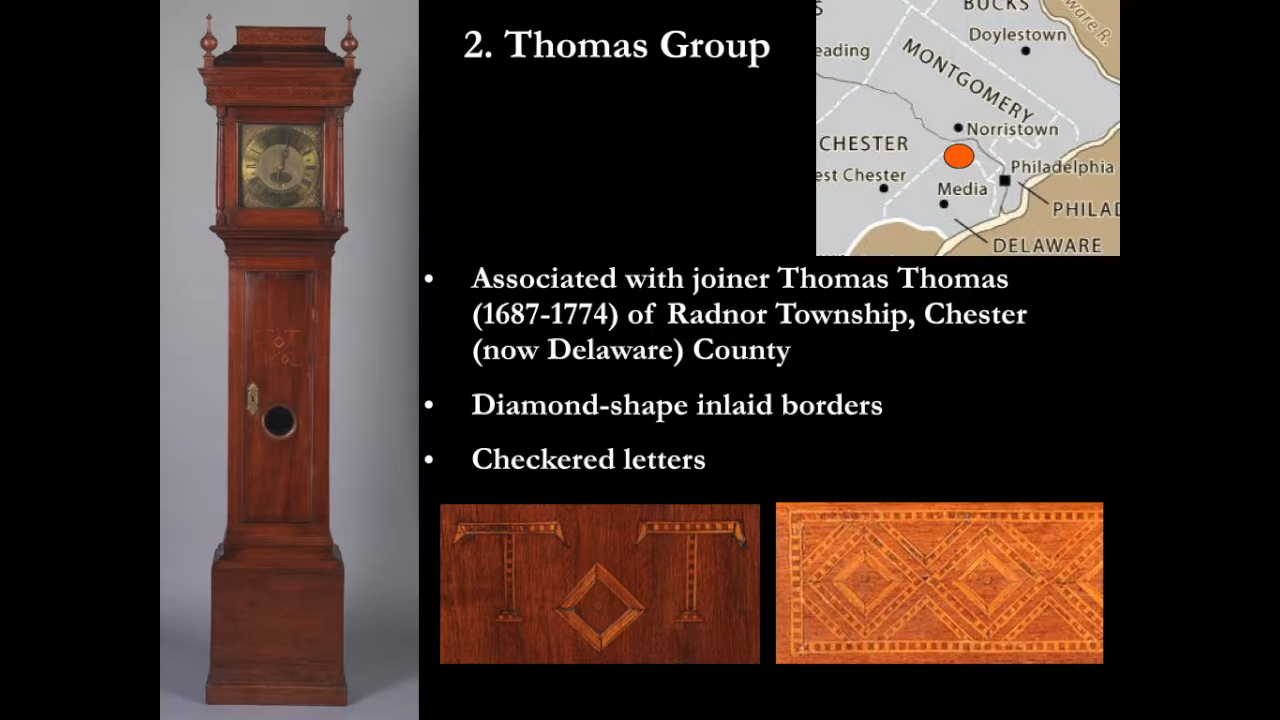 2. Thomas Group
BUCKS
Doylestown
eading
MONTGOMERY
Norristown
CHESTER
Philadelphia
est Chester
Media
PHILAD
DELAWARE
• Associated with joiner Thomas Thomas
(1687-1774) of Radnor Township, Chester
(now Delaware) County
• Diamond-shape inlaid borders
• Checkered letters
T T